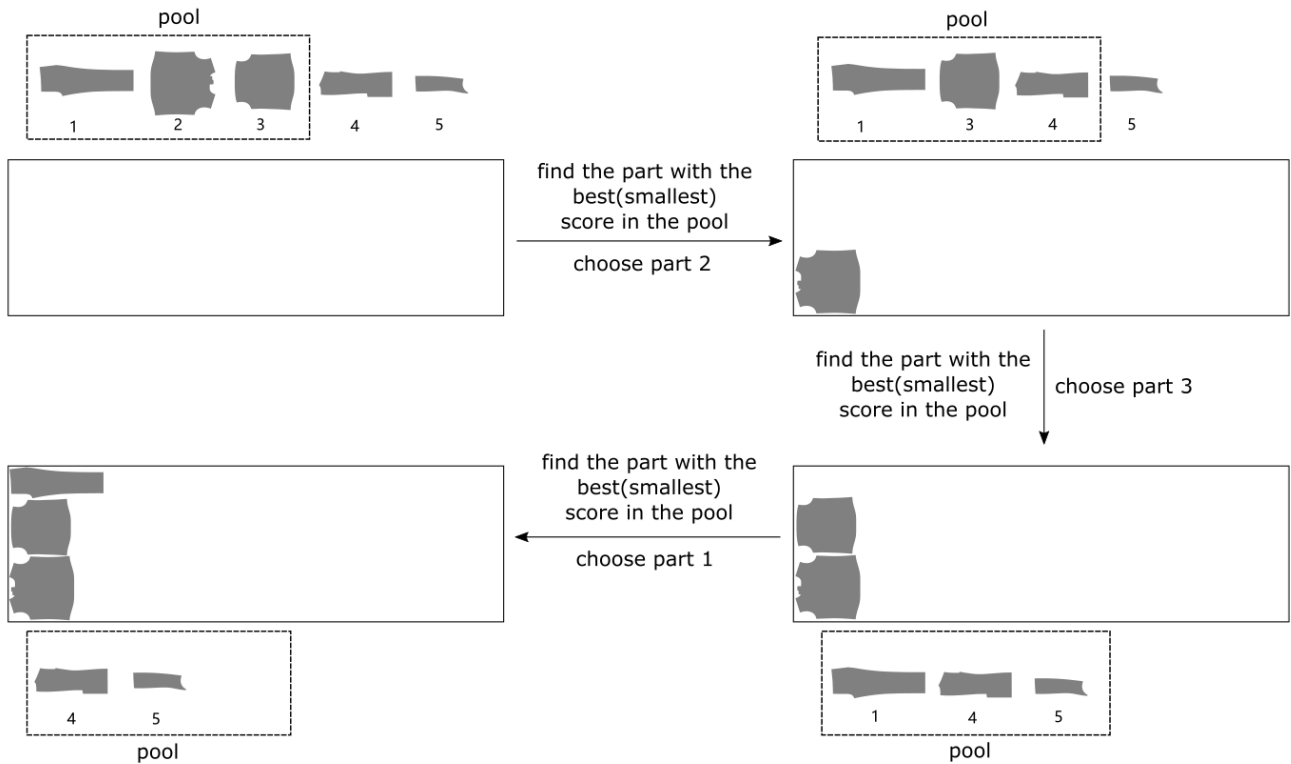 pool
1
2
3
4
5
find the part with the
best(smallest)
score in the pool
choose part 2
pool
1
3
4
5
find the part with the
best(smallest)
score in the pool
choose part 3
1
4
5
pool
find the part with the
best(smallest)
score in the pool
choose part 1
4
5
pool